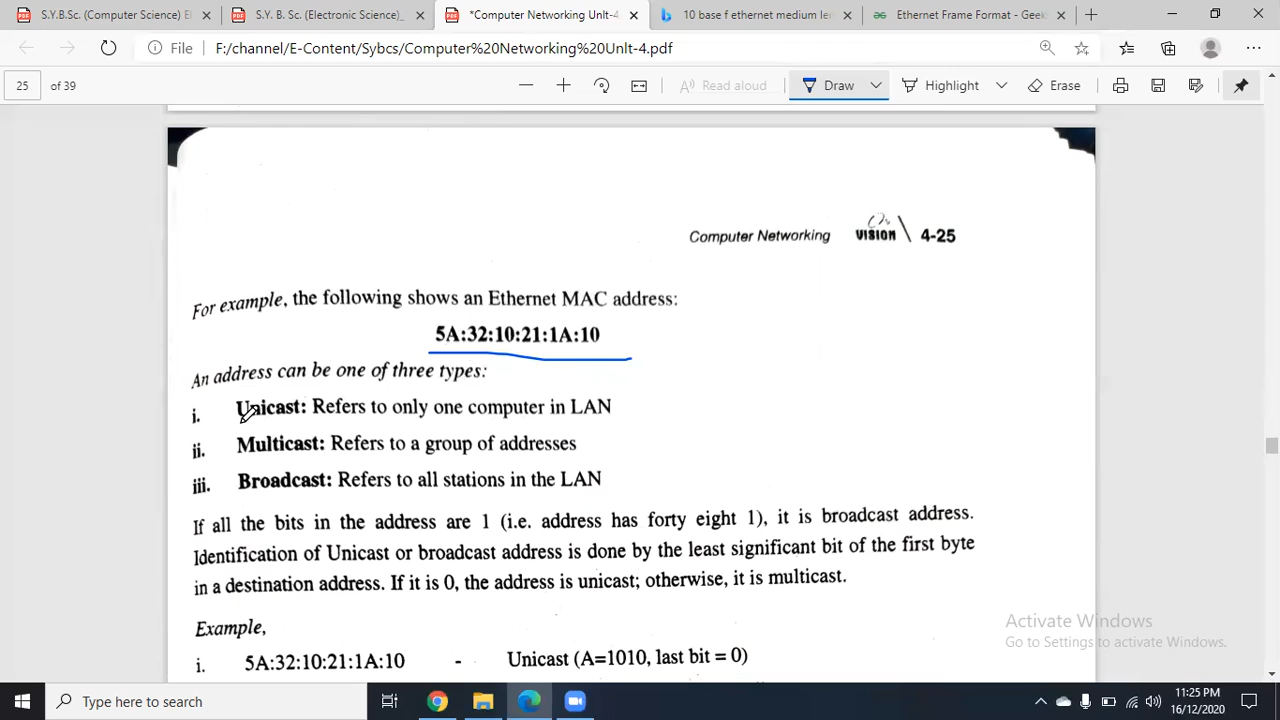 S.Y.B.Sc. (Computer Science) El
S.Y. B. Sc. (Electronic Science)_
*Computer Networking Unlt-4.pdf
10 base f ethernet medium len
Ethernet Frame Format - Geek
File
F:/channel/E-Content/Sybcs/Computer%20Networking%20Unlt-4.pdf
25 of 39
Read aloud
Draw
Highlight
Erase
Computer Networking VISION 4-25
For example, the following shows an Ethernet MAC address:
5A:32:10:21:1A:10
An address can be one of three types:
i. Unicast: Refers to only one computer in LAN
ii. Multicast: Refers to a group of addresses
iii. Broadcast: Refers to all stations in the LAN
If all the bits in the address are 1 (i.e. address has forty eight 1), it is broadcast address.
Identification of Unicast or broadcast address is done by the least significant bit of the first byte
in a destination address. If it is 0, the address is unicast; otherwise, it is multicast.
Example,
i. 5A:32:10:21:1A:10 - Unicast (A=1010, last bit = 0)
Activate Windows
Go to Settings to activate Windows.
Type here to search
11:25 PM
16/12/2020